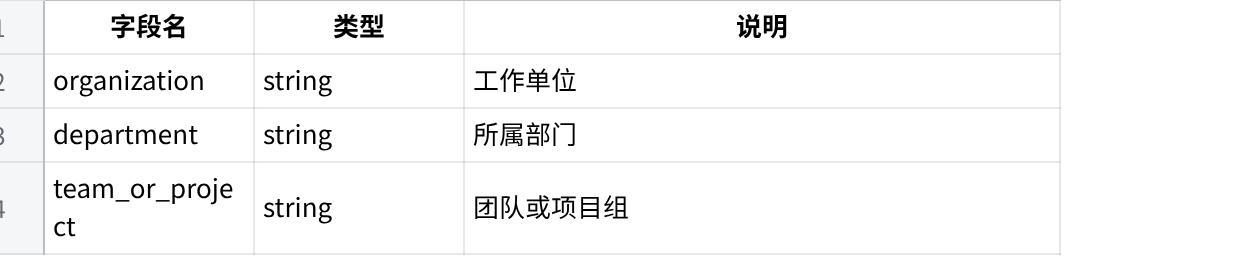 1 字段名 类型 说明
2 organization string 工作单位
3 department string 所属部门
4 team_or_proje
ct string 团队或项目组